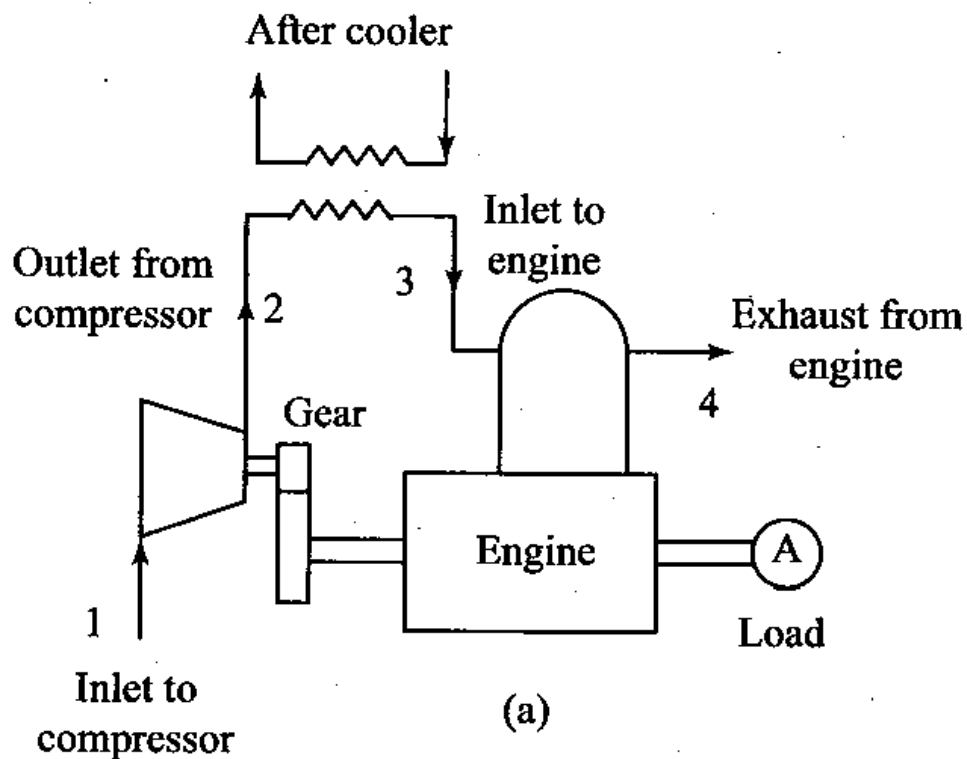 After cooler
Inlet to
engine
Outlet from
compressor
2
3
Exhaust from
engine
4
Gear
Engine
A
Load
1
Inlet to
compressor
(a)